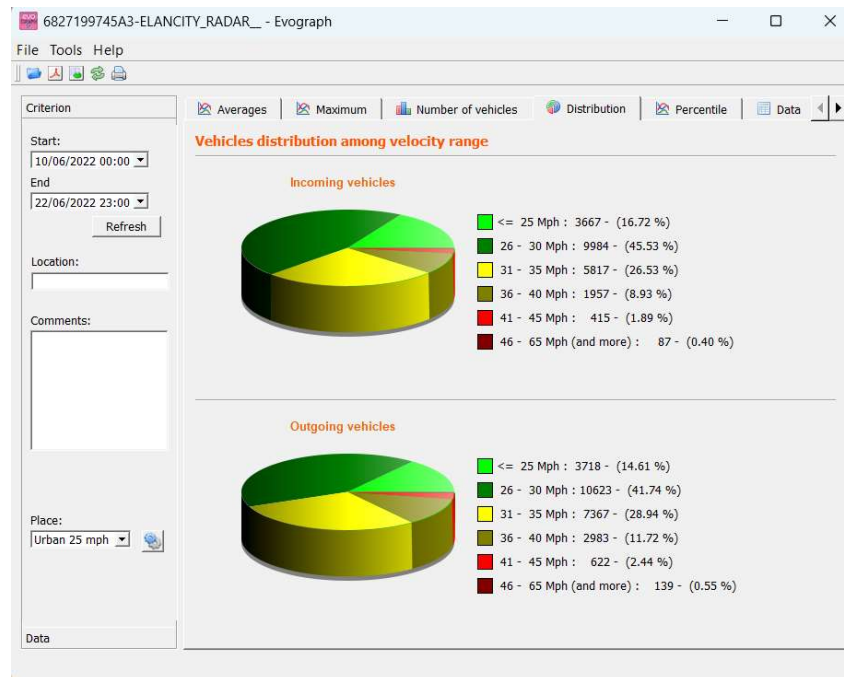 6827199745A3-ELANCITY_RADAR__ - Evograph
File Tools Help
Criterion
Averages
Maximum
Number of vehicles
Distribution
Percentile
Data
Start:
10/06/2022 00:00
End
22/06/2022 23:00
Refresh
Location:
Comments:
Place:
Urban 25 mph
Data
Vehicles distribution among velocity range
Incoming vehicles
<= 25 Mph : 3667 - (16.72 %)
26 - 30 Mph : 9984 - (45.53 %)
31 - 35 Mph : 5817 - (26.53 %)
36 - 40 Mph : 1957 - (8.93 %)
41 - 45 Mph : 415 - (1.89 %)
46 - 65 Mph (and more) : 87 - (0.40 %)
Outgoing vehicles
<= 25 Mph : 3718 - (14.61 %)
26 - 30 Mph : 10623 - (41.74 %)
31 - 35 Mph : 7367 - (28.94 %)
36 - 40 Mph : 2983 - (11.72 %)
41 - 45 Mph : 622 - (2.44 %)
46 - 65 Mph (and more) : 139 - (0.55 %)